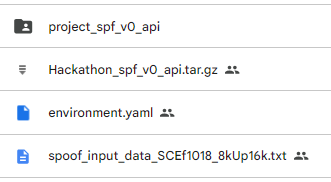 project_spf_v0_api
Hackathon_spf_v0_api.tar.gz
environment.yaml
spoof_input_data_SCEf1018_8kUp16k.txt